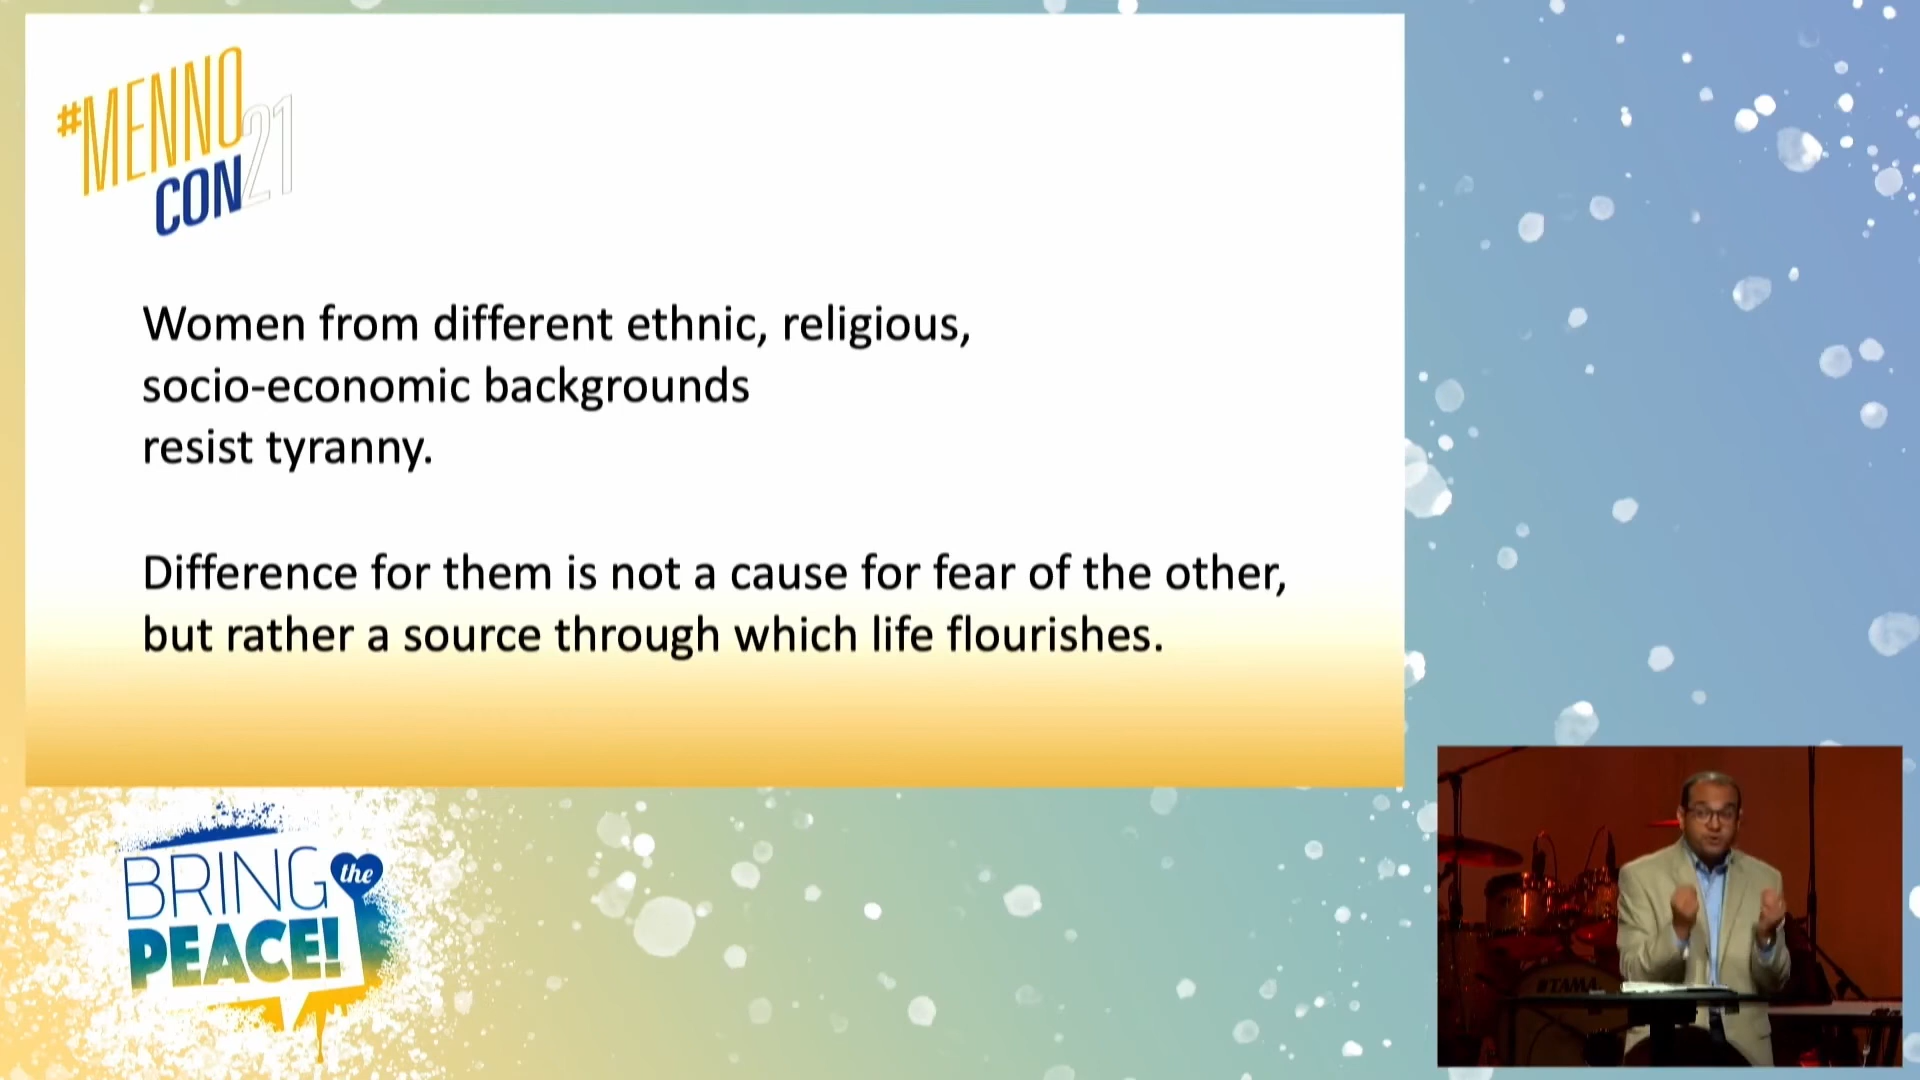 #MENNO
CON21
Women from different ethnic, religious,
socio-economic backgrounds
resist tyranny.
Difference for them is not a cause for fear of the other,
but rather a source through which life flourishes.
BRING the
PEACE!
TAMA